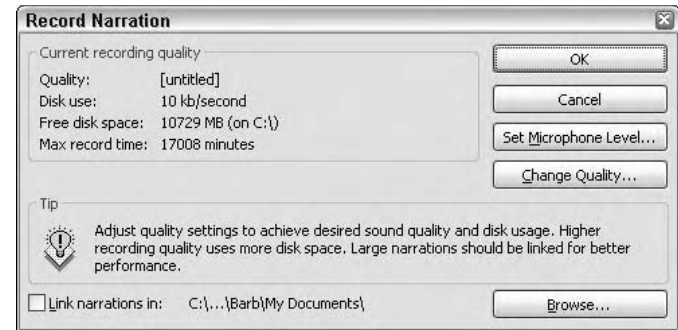 Record Narration
Current recording quality
Quality: [untitled]
Disk use: 10 kb/second
Free disk space: 10729 MB (on C:\)
Max record time: 17008 minutes
OK
Cancel
Set Microphone Level...
Change Quality...
Tip
Adjust quality settings to achieve desired sound quality and disk usage. Higher
recording quality uses more disk space. Large narrations should be linked for better
performance.
Link narrations in: C:\...\Barb\My Documents\
Browse...